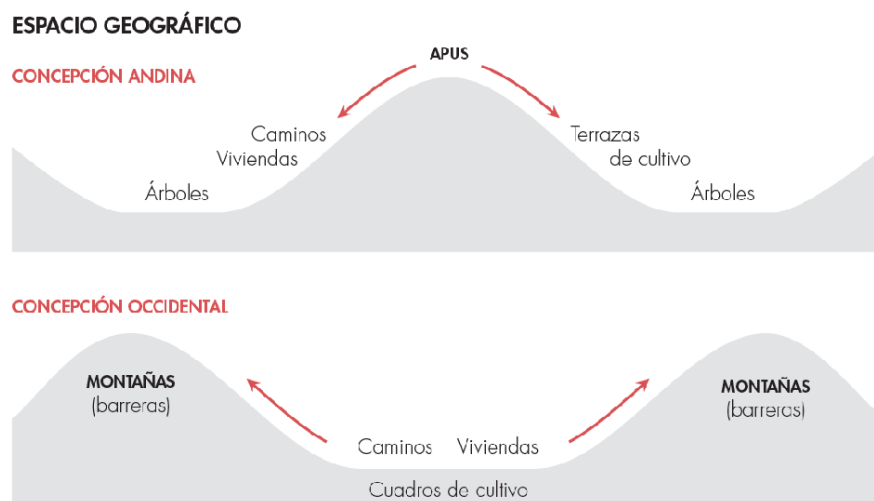 ESPACIO GEOGRÁFICO
CONCEPCIÓN ANDINA
APUS
Caminos
Viviendas
Terrazas
de cultivo
Árboles
Árboles
CONCEPCIÓN OCCIDENTAL
MONTAÑAS
(barreras)
MONTAÑAS
(barreras)
Caminos Viviendas
Cuadros de cultivo